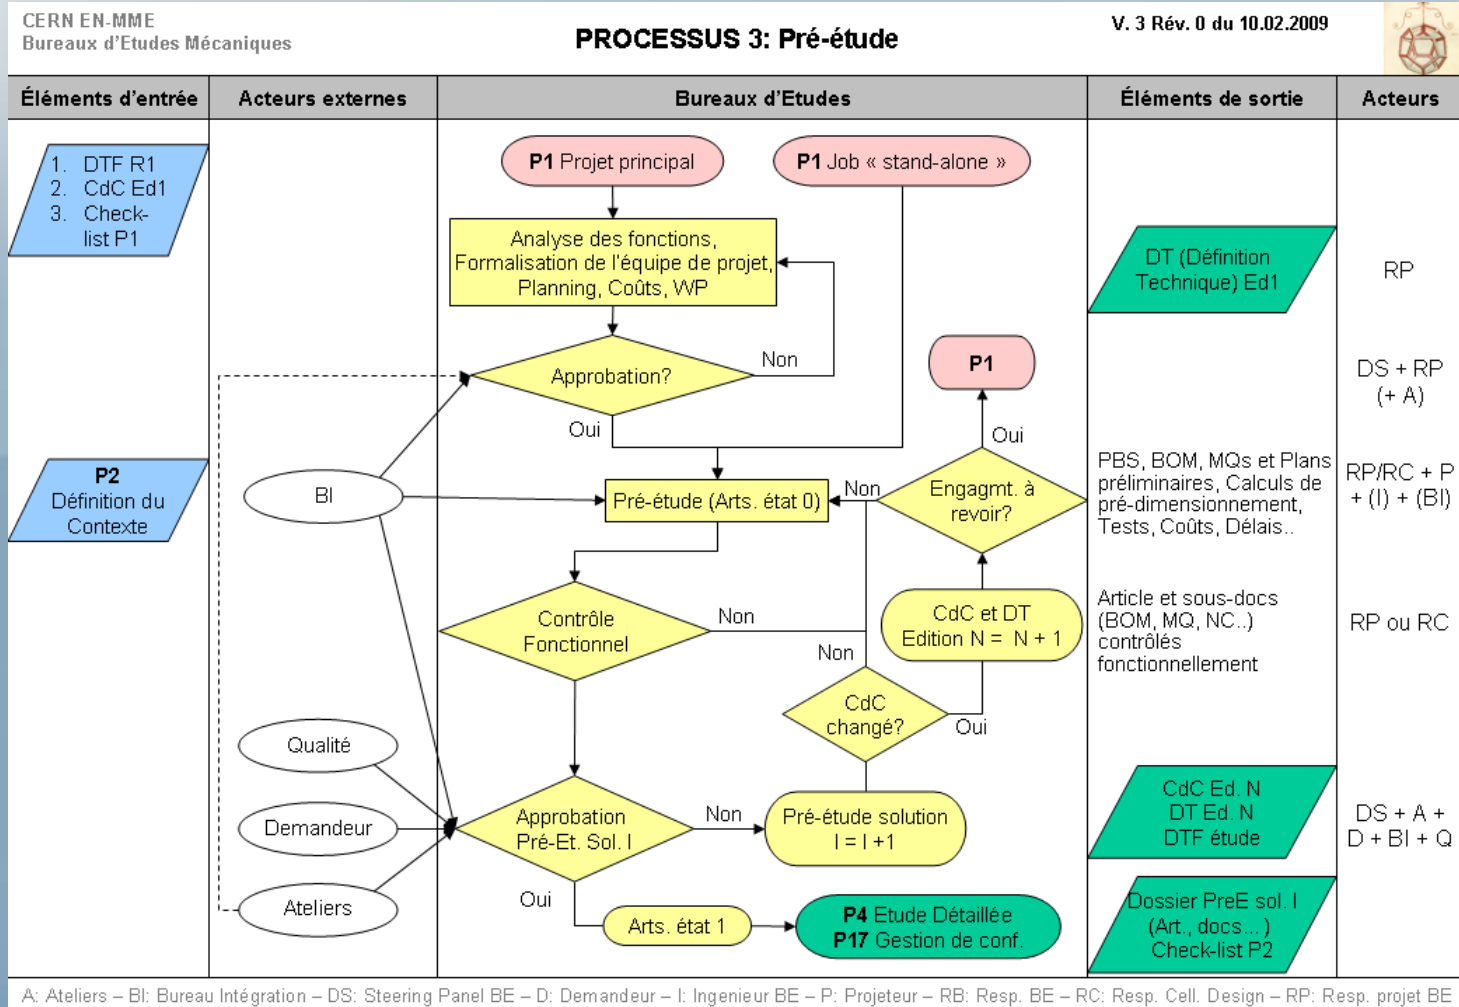 CERN EN-MME
Bureaux d'Etudes Mécaniques
PROCESSUS 3: Pré-étude
V. 3 Rév. 0 du 10.02.2009
Éléments d'entrée
Acteurs externes
Bureaux d'Etudes
Éléments de sortie
Acteurs
1. DTF R1
2. CdC Ed1
3. Check-
list P1
P1 Projet principal
P1 Job « stand-alone »
Analyse des fonctions,
Formalisation de l'équipe de projet,
Planning, Coûts, WP
DT (Définition
Technique) Ed1
RP
Approbation?
Non
Oui
P1
Oui
DS + RP
(+ A)
P2
Définition du
Contexte
BI
Pré-étude (Arts. état 0)
Non
Engagmt. à
revoir?
PBS, BOM, MQs et Plans
préliminaires, Calculs de
pré-dimensionnement,
Tests, Coûts, Délais..
RP/RC + P
+ (I) + (BI)
Contrôle
Fonctionnel
Non
Non
CdC et DT
Edition N = N + 1
Article et sous-docs
(BOM, MQ, NC..)
contrôlés
fonctionnellement
RP ou RC
CdC
changé?
Oui
Qualité
Demandeur
Ateliers
Approbation
Pré-Et. Sol. I
Non
Oui
Pré-étude solution
I = I +1
CdC Ed. N
DT Ed. N
DTF étude
DS + A +
D + BI + Q
Arts. état 1
P4 Etude Détaillée
P17 Gestion de conf.
Dossier PreE sol. I
(Art., docs... )
Check-list P2
A: Ateliers – BI: Bureau Intégration – DS: Steering Panel BE – D: Demandeur – I: Ingenieur BE – P: Projeteur – RB: Resp. BE – RC: Resp. Cell. Design – RP: Resp. projet BE